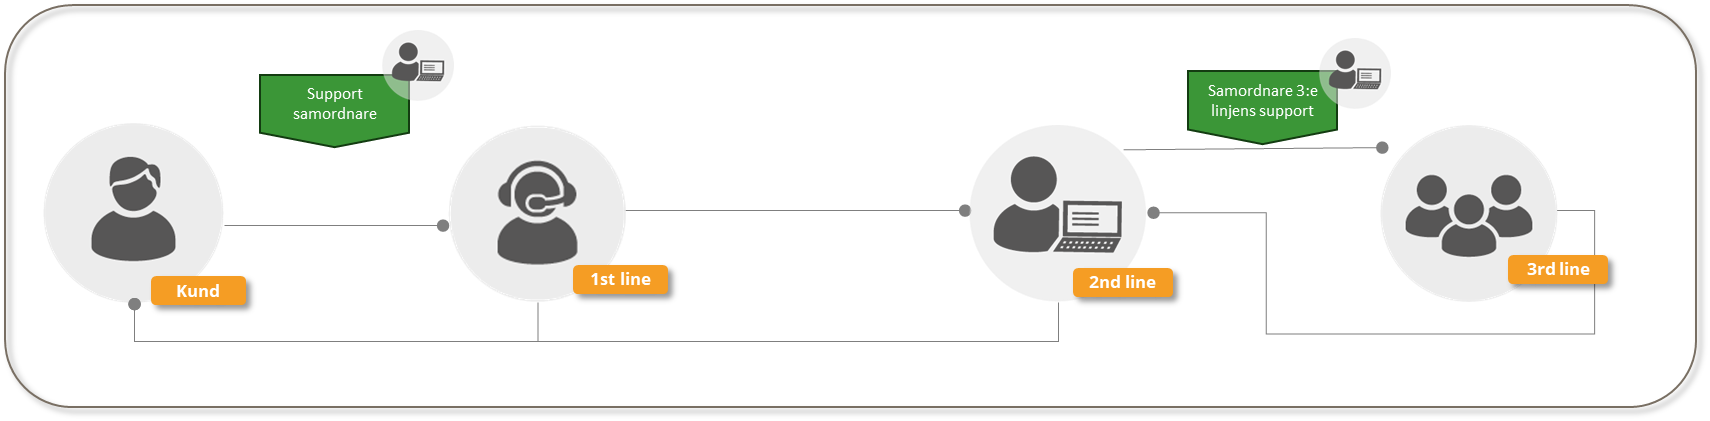 Support
samordnare
Samordnare 3:e
linjens support
Kund
1st line
2nd line
3rd line